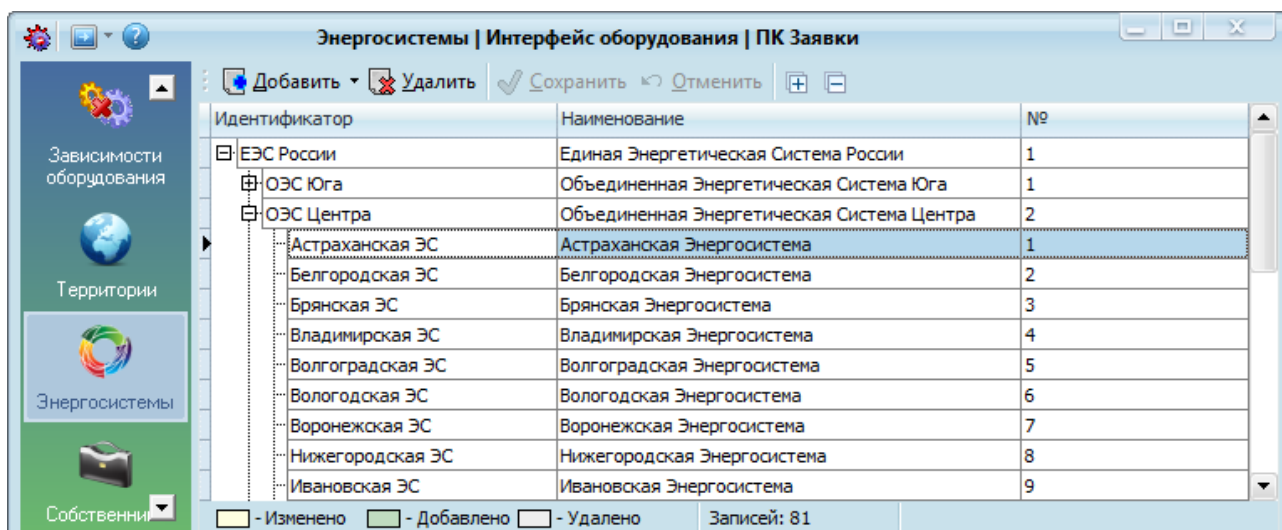 Энергосистемы | Интерфейс оборудования | ПК Заявки
Добавить Удалить Сохранить Отменить
Зависимости
оборудования
Территории
Энергосистемы
Идентификатор Наименование №
ЕЭС России Единая Энергетическая Система России 1
ОЭС Юга Объединенная Энергетическая Система Юга 1
ОЭС Центра Объединенная Энергетическая Система Центра 2
Астраханская ЭС Астраханская Энергосистема 1
Белгородская ЭС Белгородская Энергосистема 2
Брянская ЭС Брянская Энергосистема 3
Владимирская ЭС Владимирская Энергосистема 4
Волгоградская ЭС Волгоградская Энергосистема 5
Вологодская ЭС Вологодская Энергосистема 6
Воронежская ЭС Воронежская Энергосистема 7
Нижегородская ЭС Нижегородская Энергосистема 8
Ивановская ЭС Ивановская Энергосистема 9
- Изменено - Добавлено - Удалено Записей: 81